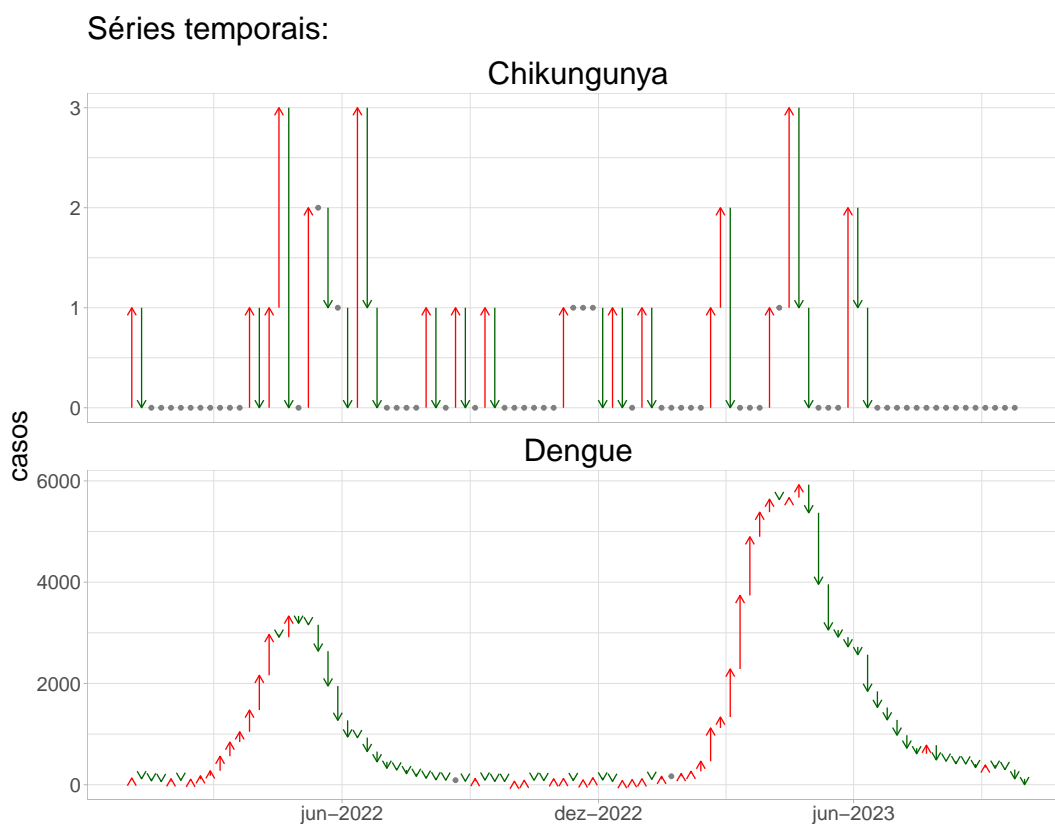 Séries temporais:
Chikungunya
3
2
1
0
casos
Dengue
6000
4000
2000
0
jun−2022
dez−2022
jun−2023